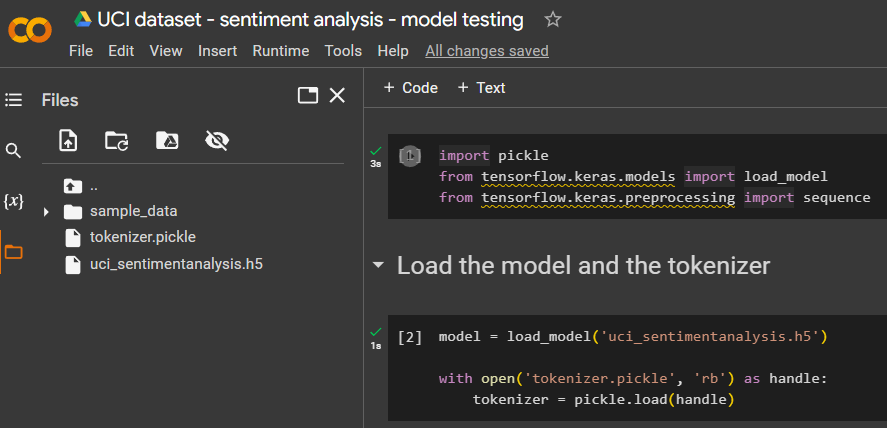 UCI dataset - sentiment analysis - model testing
File Edit View Insert Runtime Tools Help All changes saved
Files
+ Code + Text
..
sample_data
tokenizer.pickle
uci_sentimentanalysis.h5
{x}
3s
[1]
import pickle
from tensorflow.keras.models import load_model
from tensorflow.keras.preprocessing import sequence
Load the model and the tokenizer
1s
[2] model = load_model('uci_sentimentanalysis.h5')
with open('tokenizer.pickle', 'rb') as handle:
tokenizer = pickle.load(handle)